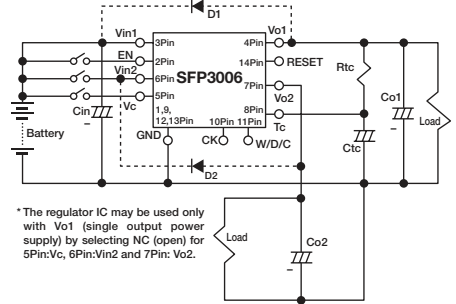 D1
Vin1
Vo1
3Pin
4Pin
EN
2Pin
14Pin
RESET
Rtc
Vin2
6Pin
SFP3006
7Pin
Vo2
Co1
Load
5Pin
Vc
Cin
1,9,
12,13Pin
10Pin
11Pin
8Pin
Tc
Ctc
Battery
GND
CK
W/D/C
D2
* The regulator IC may be used only
with Vo1 (single output power
supply) by selecting NC (open) for
5Pin:Vc, 6Pin:Vin2 and 7Pin: Vo2.
Load
Co2